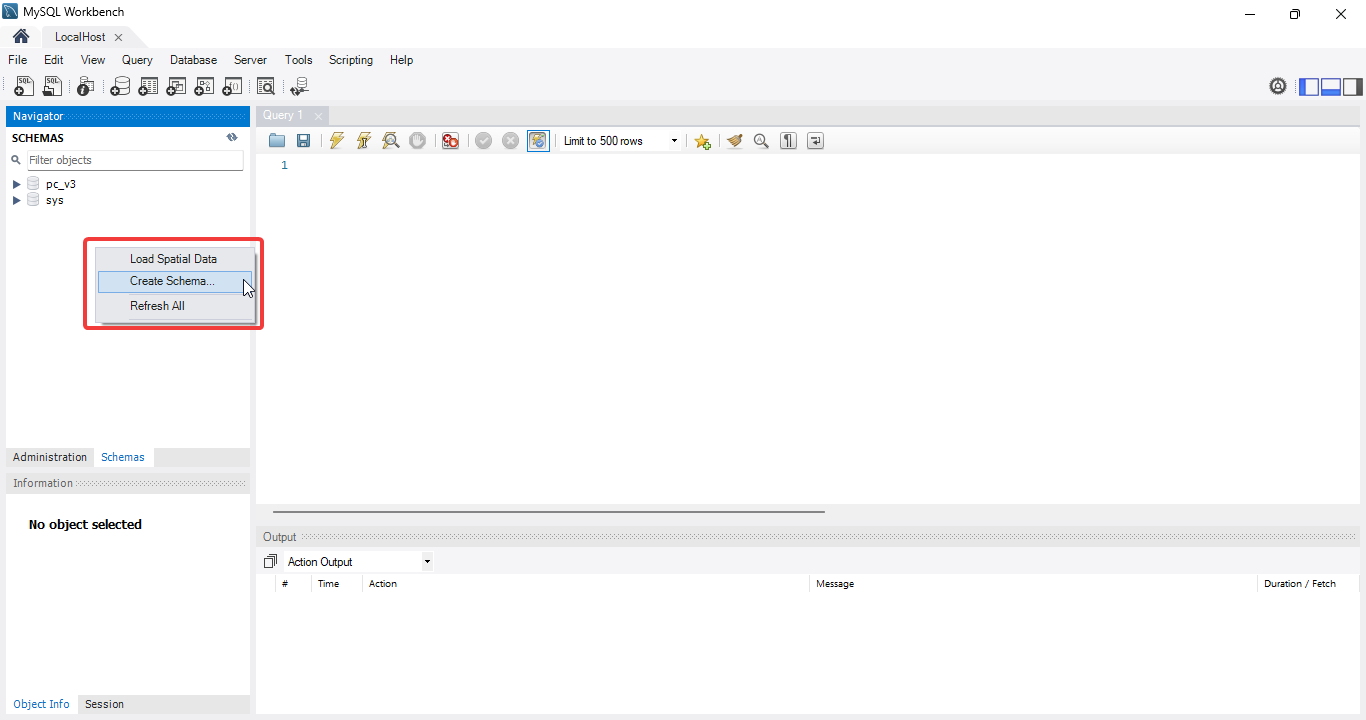 MySQL Workbench
LocalHost
File Edit View Query Database Server Tools Scripting Help
SQL SQL
Navigator
SCHEMAS
Filter objects
pc_v3
sys
Load Spatial Data
Create Schema...
Refresh All
Administration Schemas
Information
No object selected
Object Info Session
Query 1
Limit to 500 rows
1
Output
Action Output
# Time Action Message Duration / Fetch